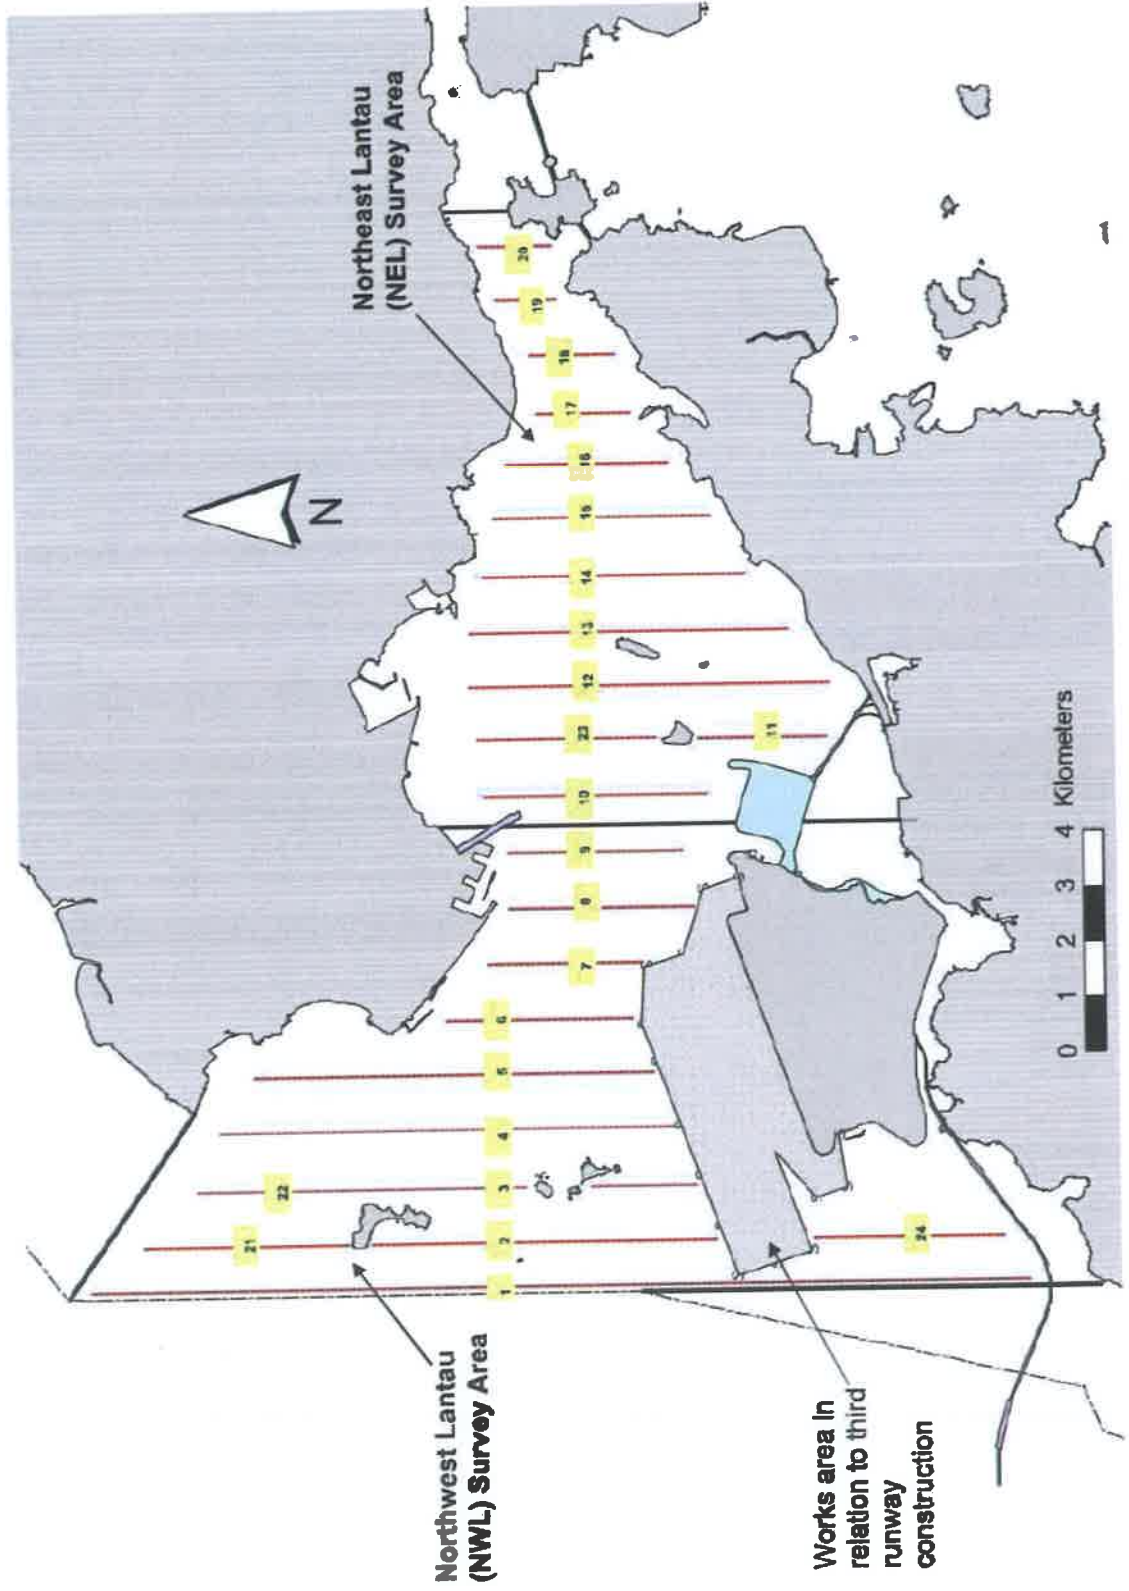 Northeast Lantau
(NEL) Survey Area
N
20
19
18
17
16
15
14
13
12
23
11
10
9
8
7
6
5
4
22
3
21
2
1
24
Northwest Lantau
(NWL) Survey Area
Works area in
relation to third
runway
construction
0 1 2 3 4 Kilometers